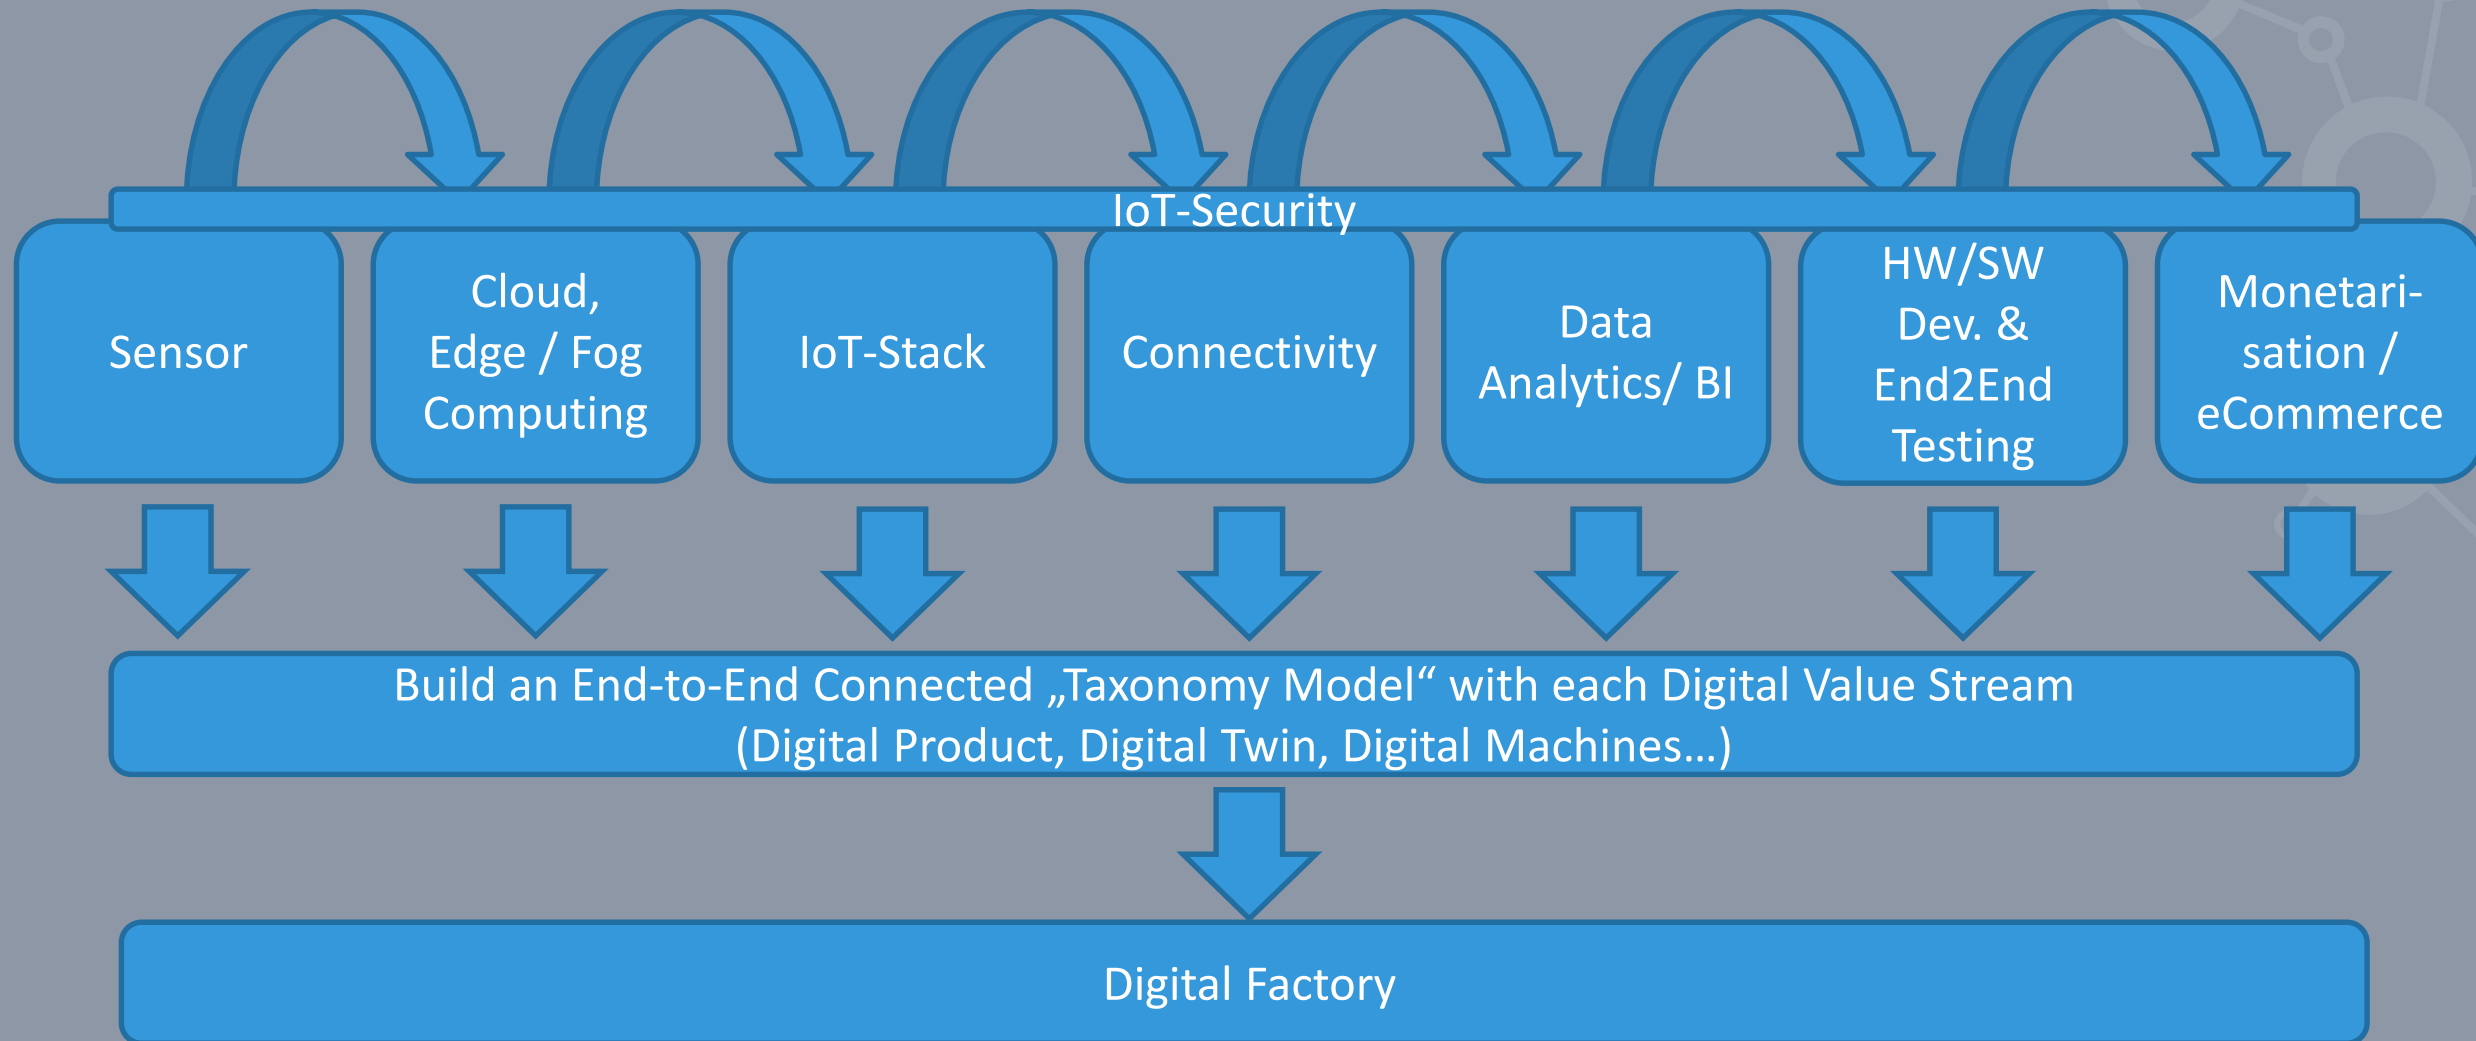 IoT-Security
Sensor
Cloud,
Edge / Fog
Computing
IoT-Stack
Connectivity
Data
Analytics/ BI
HW/SW
Dev. &
End2End
Testing
Monetari-
sation /
eCommerce
Build an End-to-End Connected „Taxonomy Model“ with each Digital Value Stream
(Digital Product, Digital Twin, Digital Machines…)
Digital Factory